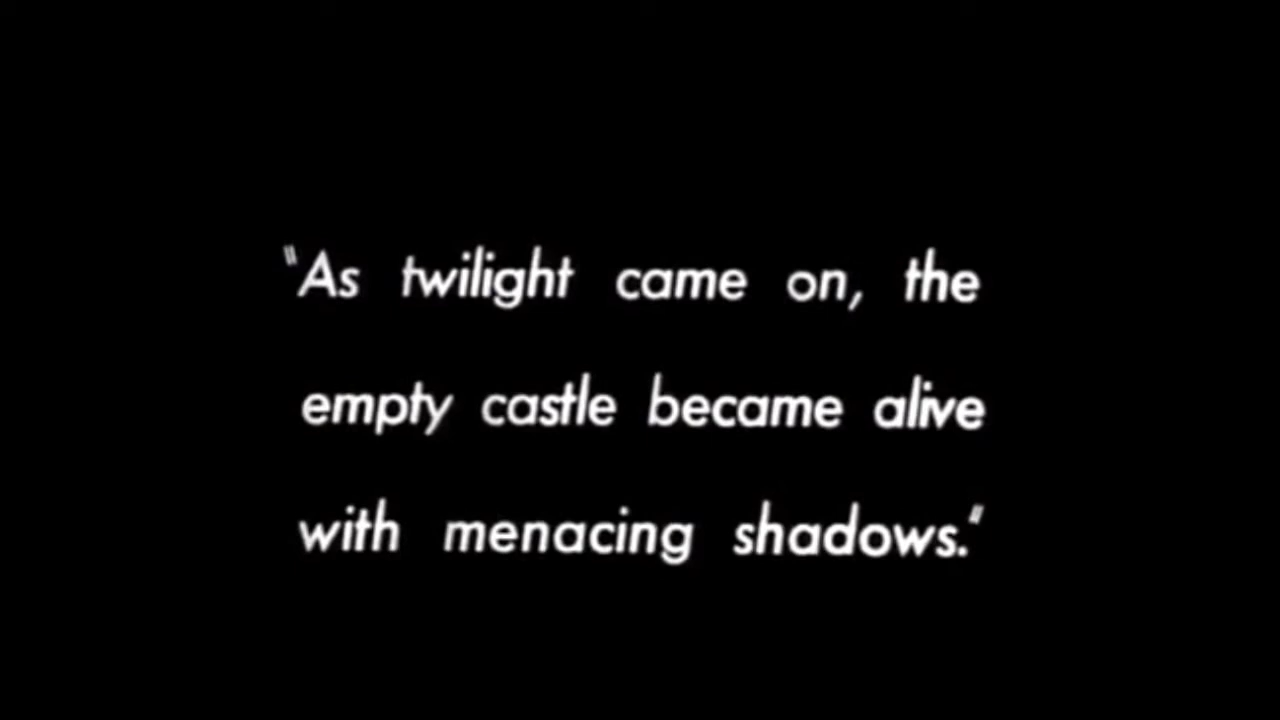 "As twilight came on, the
empty castle became alive
with menacing shadows."